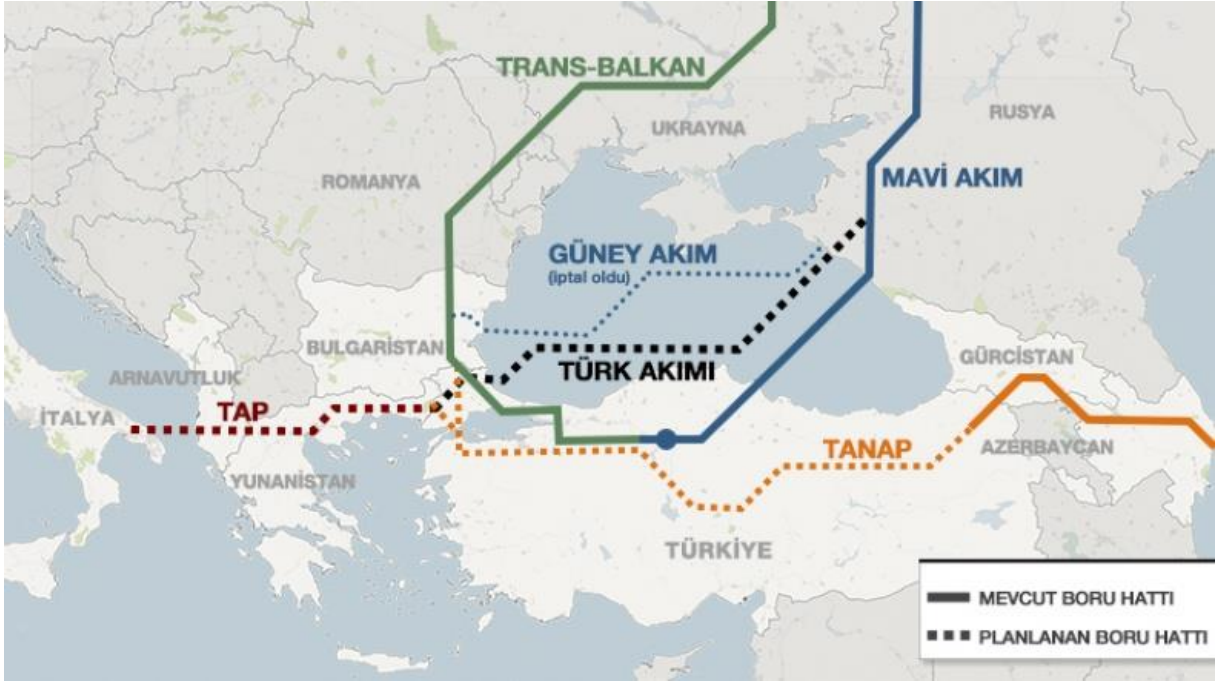 TRANS-BALKAN
UKRAYNA
RUSYA
ROMANYA
MAVİ AKIM
GÜNEY AKIM
(iptal oldu)
BULGARİSTAN
TÜRK AKIMI
GÜRCİSTAN
ARNAVUTLUK
İTALYA
TAP
TANAP
AZERBAYCAN
YUNANİSTAN
TÜRKİYE
MEVCUT BORU HATTI
PLANLANAN BORU HATTI